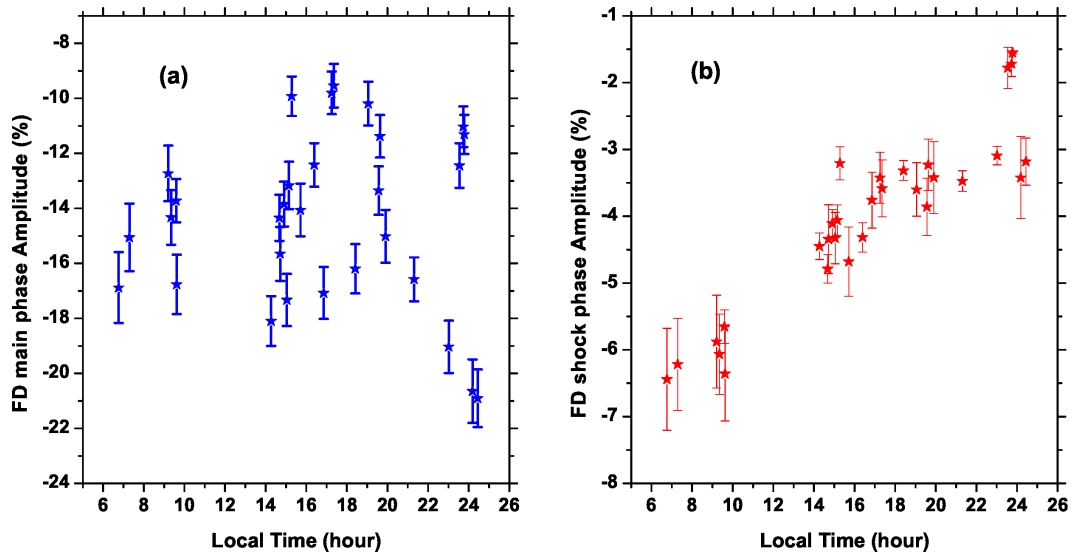 (a)
FD main phase Amplitude (%)
-8
-10
-12
-14
-16
-18
-20
-22
-24
6 8 10 12 14 16 18 20 22 24 26
Local Time (hour)
(b)
FD shock phase Amplitude (%)
-1
-2
-3
-4
-5
-6
-7
-8
6 8 10 12 14 16 18 20 22 24 26
Local Time (hour)